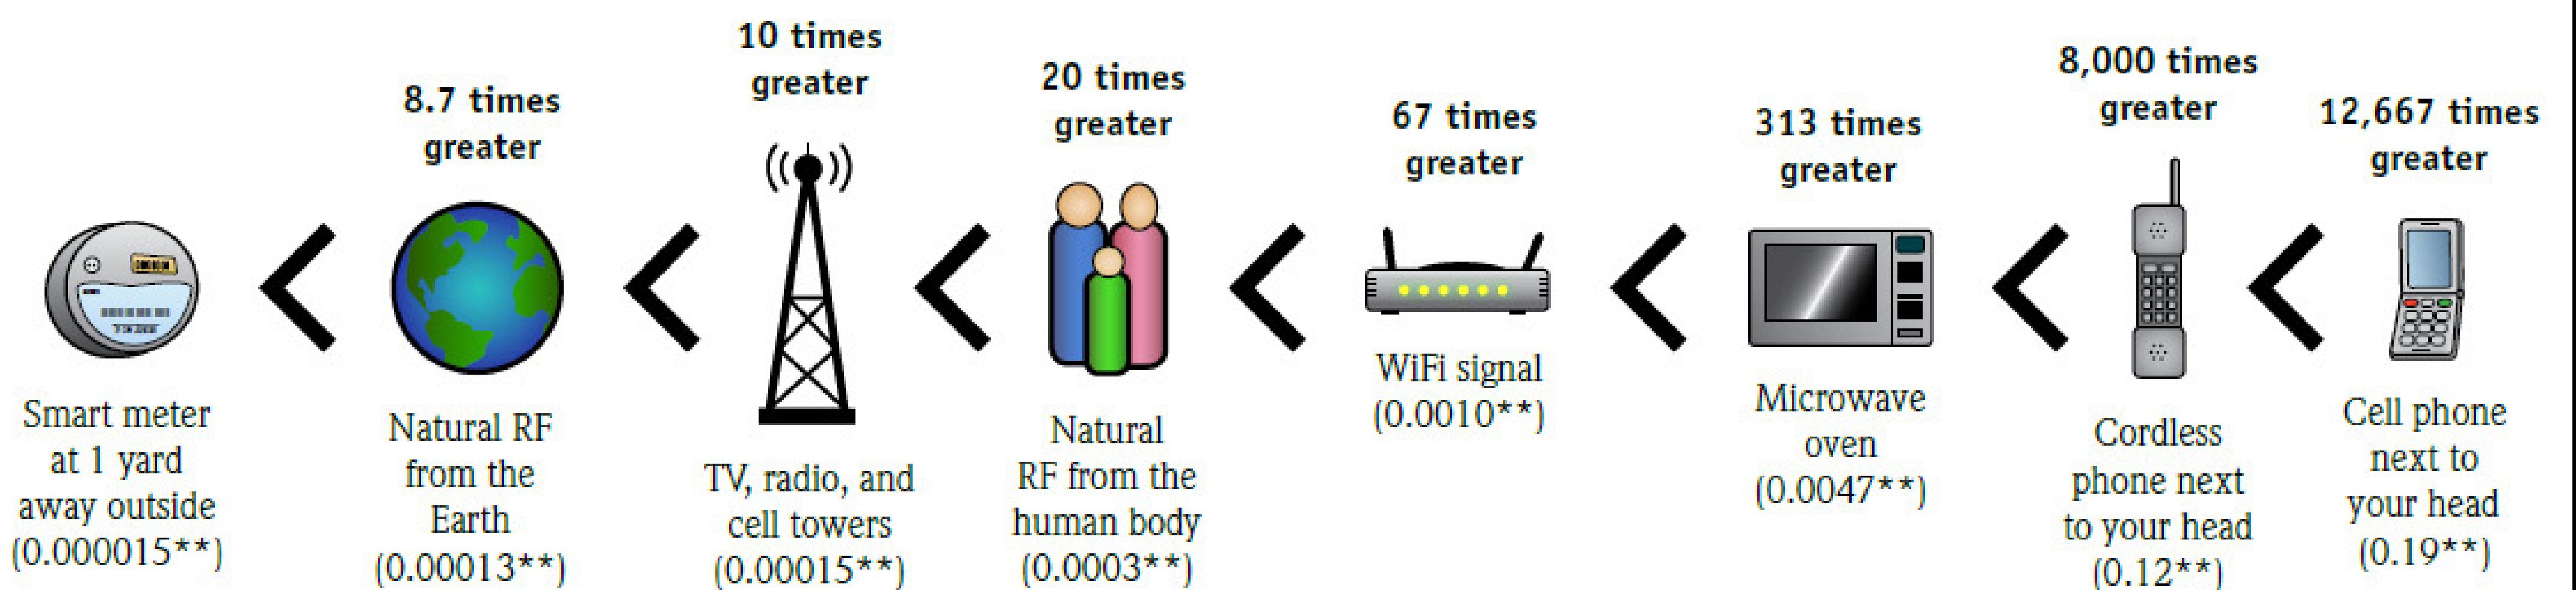 8.7 times
greater
10 times
greater
20 times
greater
67 times
greater
313 times
greater
8,000 times
greater
12,667 times
greater
Smart meter
at 1 yard
away outside
(0.000015**)
Natural RF
from the
Earth
(0.00013**)
TV, radio, and
cell towers
(0.00015**)
Natural
RF from the
human body
(0.0003**)
WiFi signal
(0.0010**)
Microwave
oven
(0.0047**)
Cordless
phone next
to your head
(0.12**)
Cell phone
next to
your head
(0.19**)